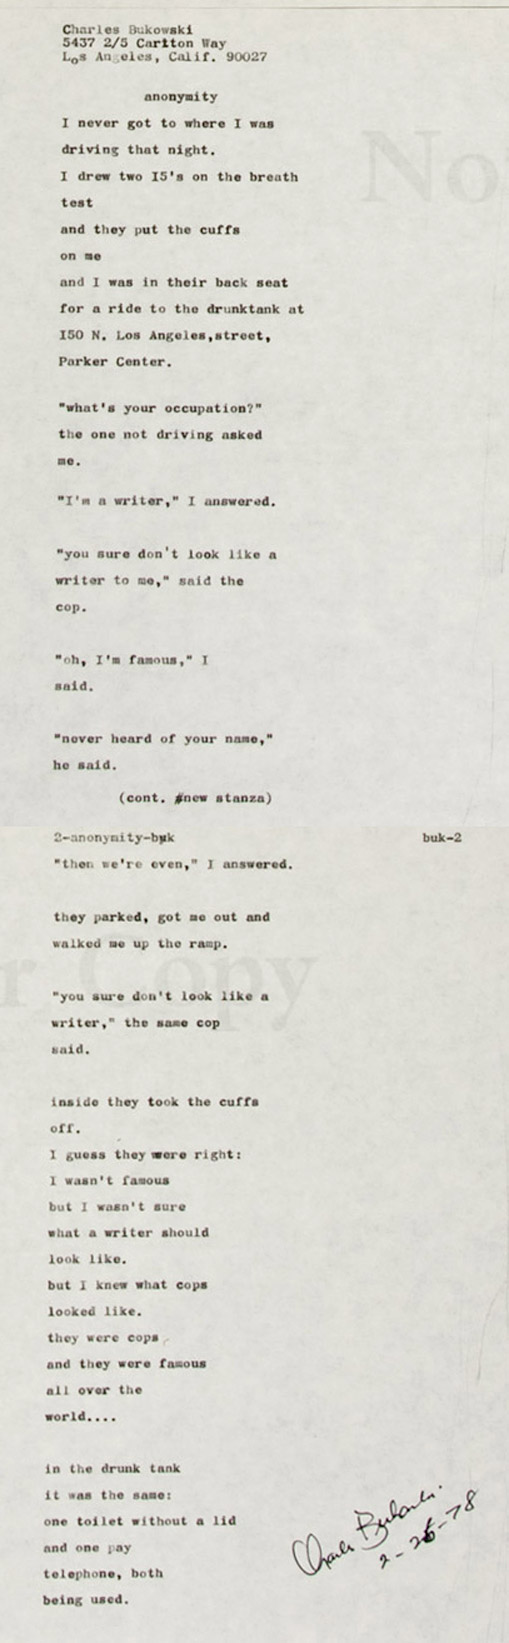 Charles Bukowski
5437 2/5 Carlton Way
Los Angeles, Calif. 90027
anonymity
I never got to where I was
driving that night.
I drew two I5's on the breath
test
and they put the cuffs
on me
and I was in their back seat
for a ride to the drunktank at
I50 N. Los Angeles,street,
Parker Center.
"what's your occupation?"
the one not driving asked
me.
"I'm a writer," I answered.
"you sure don't look like a
writer to me," said the
cop.
"oh, I'm famous," I
said.
"never heard of your name,"
he said.
(cont. #new stanza)
2-anonymity-buk buk-2
"then we're even," I answered.
they parked, got me out and
walked me up the ramp.
"you sure don't look like a
writer," the same cop
said.
inside they took the cuffs
off.
I guess they were right:
I wasn't famous
but I wasn't sure
what a writer should
look like.
but I knew what cops
looked like.
they were cops
and they were famous
all over the
world....
in the drunk tank
it was the same:
one toilet without a lid
and one pay
telephone, both
being used.
Charles Bukowski
2-26-78
No
r Copy